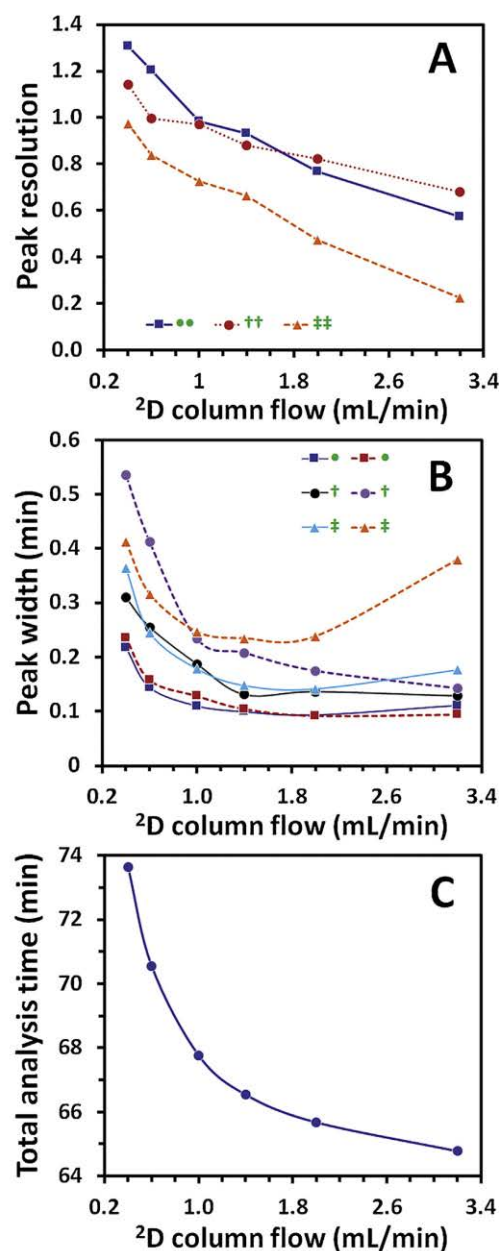 1.4
A
1.2
1.0
0.8
0.6
0.4
0.2
0.0
Peak resolution
●● †† ‡‡
0.2 1 1.8 2.6 3.4
²D column flow (mL/min)
0.6
B
0.5
0.4
0.3
0.2
0.1
0
Peak width (min)
● ●
† †
‡ ‡
0.2 1.0 1.8 2.6 3.4
²D column flow (mL/min)
74
C
72
70
68
66
64
Total analysis time (min)
0.2 1.0 1.8 2.6 3.4
²D column flow (mL/min)